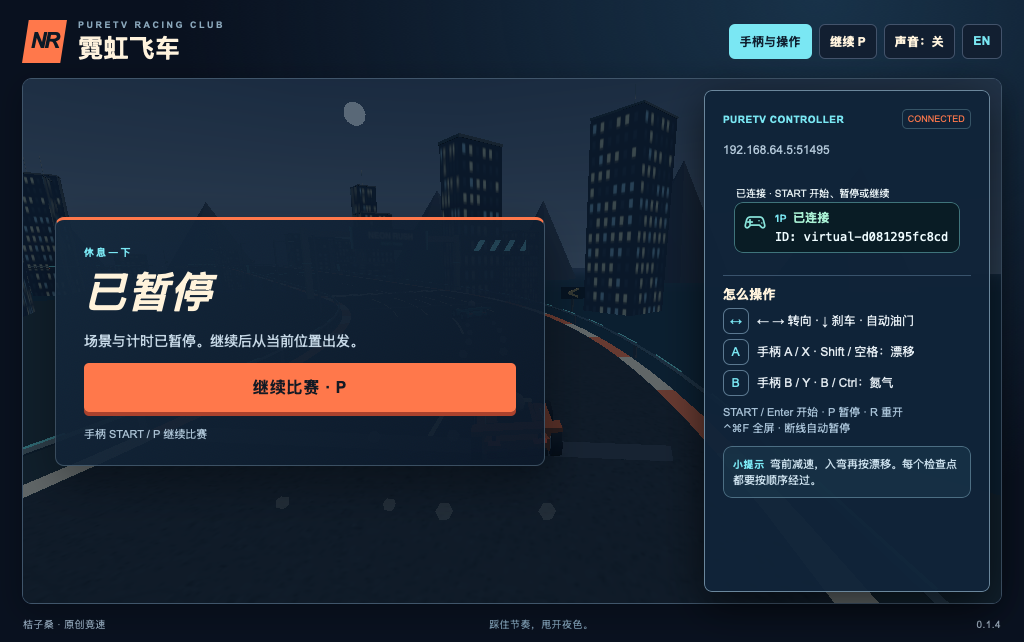 NR
PURETV RACING CLUB
霓虹飞车
手柄与操作
继续 P
声音：关
EN
PURETV CONTROLLER
CONNECTED
192.168.64.5:51495
已连接 · START 开始、暂停或继续
1P 已连接
ID: virtual-d081295fc8cd
休息一下
已暂停
场景与计时已暂停。继续后从当前位置出发。
继续比赛 · P
手柄 START / P 继续比赛
怎么操作
↔ ←→ 转向 · ↓ 刹车 · 自动油门
A 手柄 A / X · Shift / 空格：漂移
B 手柄 B / Y · B / Ctrl：氮气
START / Enter 开始 · P 暂停 · R 重开
^⌘F 全屏 · 断线自动暂停
小提示 弯前减速，入弯再按漂移。每个检查点
都要按顺序经过。
<
桔子桑 · 原创竞速
踩住节奏，甩开夜色。
0.1.4